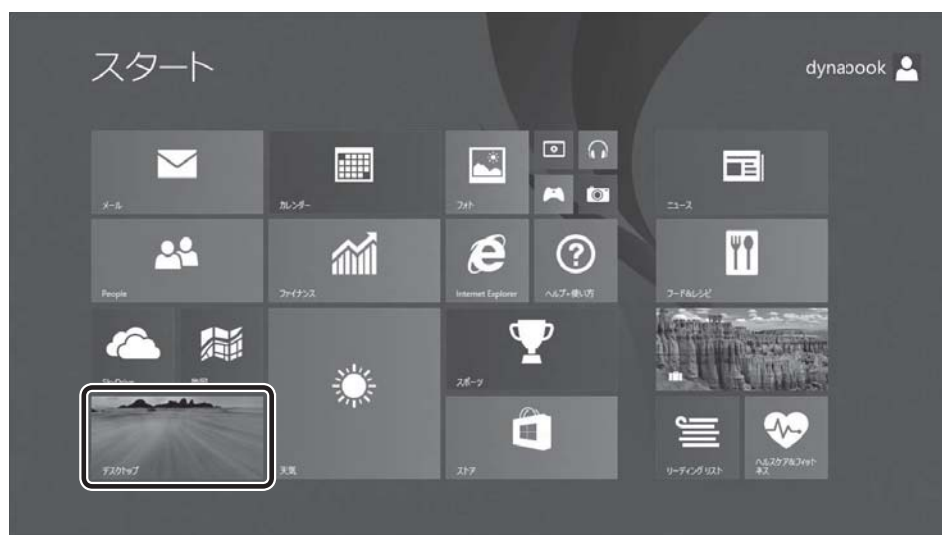 スタート
dynabook
メール
カレンダー
フォト
ニュース
People
ファイナンス
Internet Explorer
ヘルプ+使い方
フード&レシピ
SkyDrive
地図
スポーツ
デスクトップ
天気
ストア
リーディング リスト
ヘルスケア&フィット
ネス